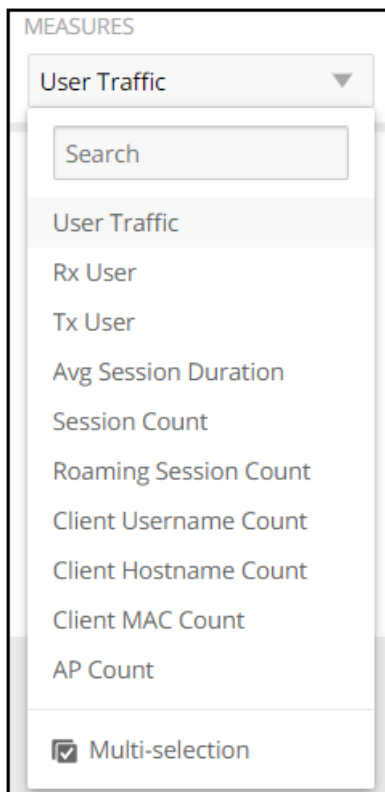 MEASURES
User Traffic
Search
User Traffic
Rx User
Tx User
Avg Session Duration
Session Count
Roaming Session Count
Client Username Count
Client Hostname Count
Client MAC Count
AP Count
Multi-selection